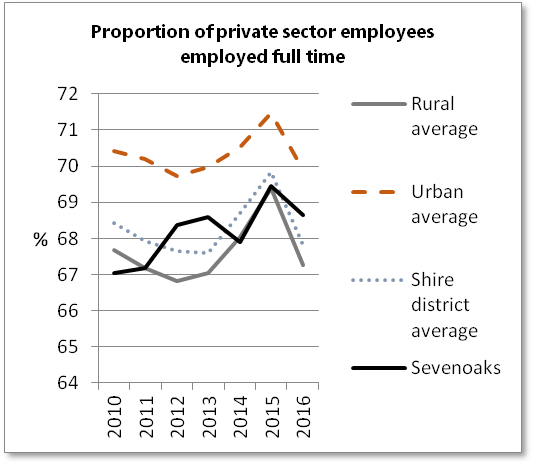 Proportion of private sector employees
employed full time
72
71
70
69
68
67
66
65
64
%
2010
2011
2012
2013
2014
2015
2016
Rural
average
Urban
average
Shire
district
average
Sevenoaks